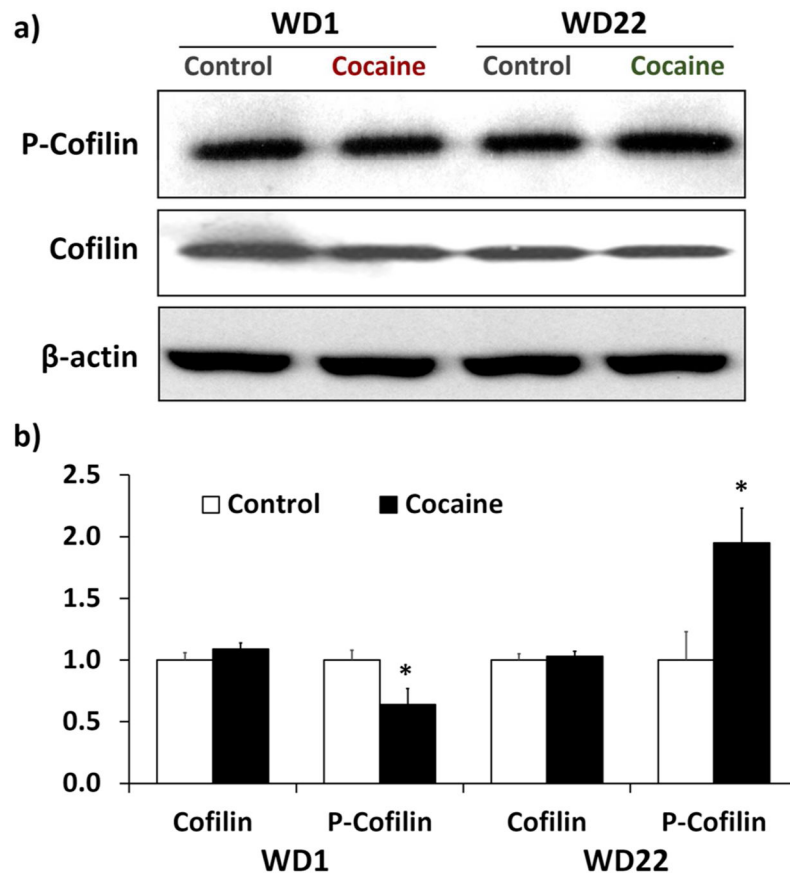 a)
WD1 WD22
Control Cocaine Control Cocaine
P-Cofilin
Cofilin
β-actin
b)
2.5
2.0
1.5
1.0
0.5
0.0
Control Cocaine
*
*
Cofilin P-Cofilin Cofilin P-Cofilin
WD1 WD22